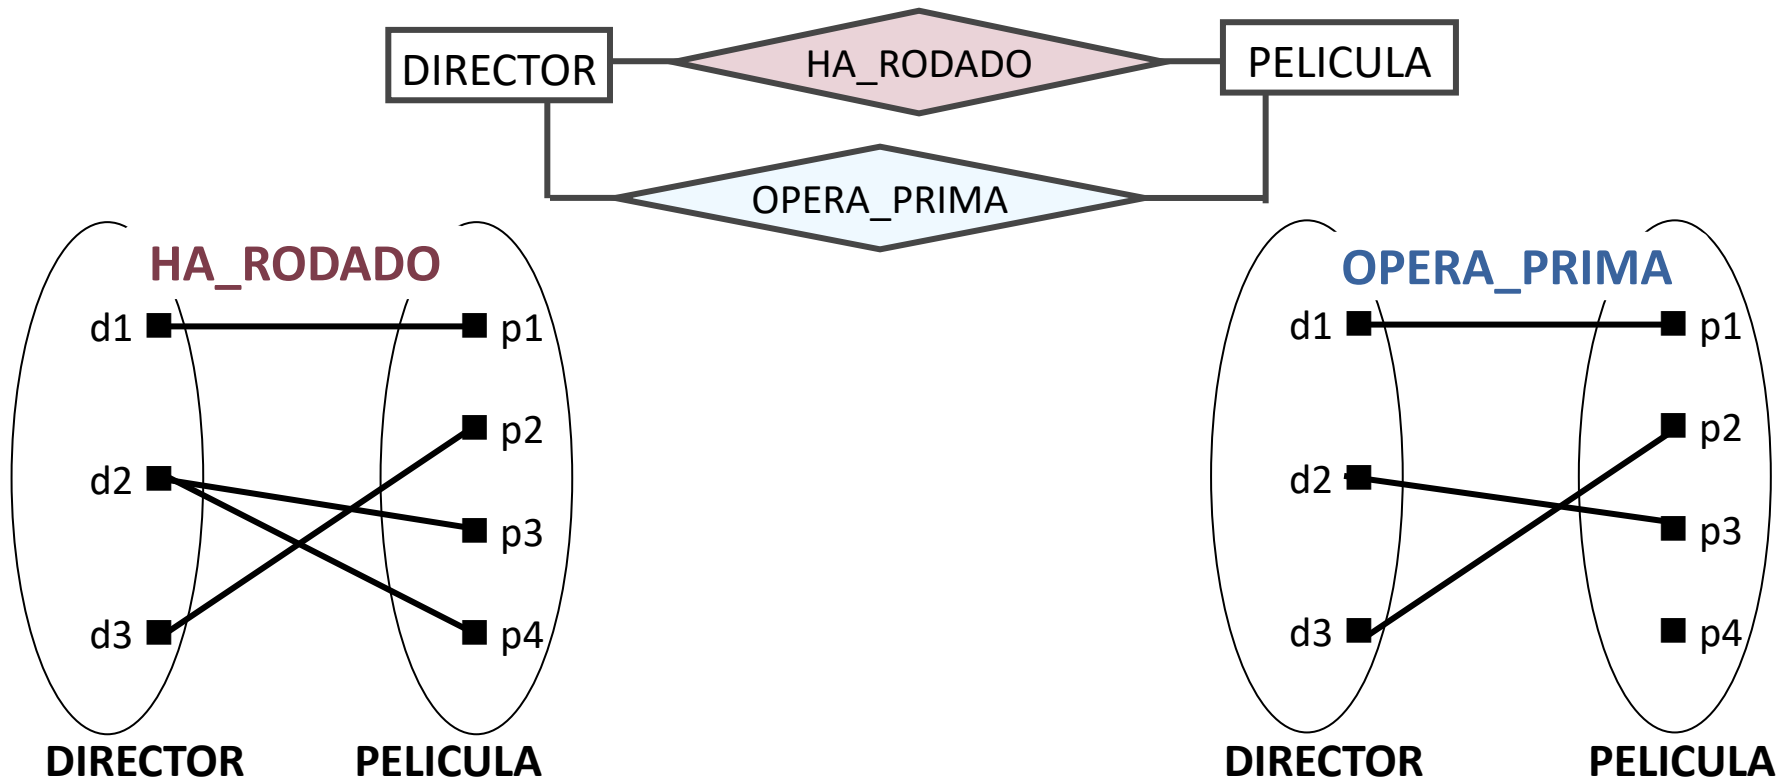 DIRECTOR HA_RODADO PELICULA
OPERA_PRIMA
HA_RODADO
d1 p1
p2
d2
p3
d3 p4
DIRECTOR PELICULA
OPERA_PRIMA
d1 p1
p2
d2
p3
d3 p4
DIRECTOR PELICULA